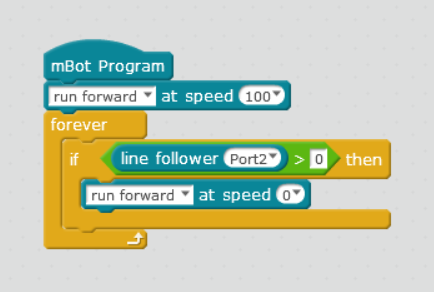 mBot Program
run forward at speed 100
forever
if line follower Port2 > 0 then
run forward at speed 0